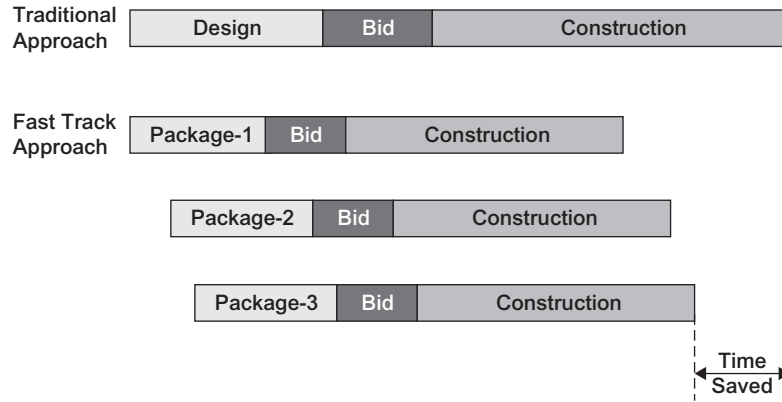 Traditional
Approach
Design Bid Construction
Fast Track
Approach
Package-1 Bid Construction
Package-2 Bid Construction
Package-3 Bid Construction
Time
Saved